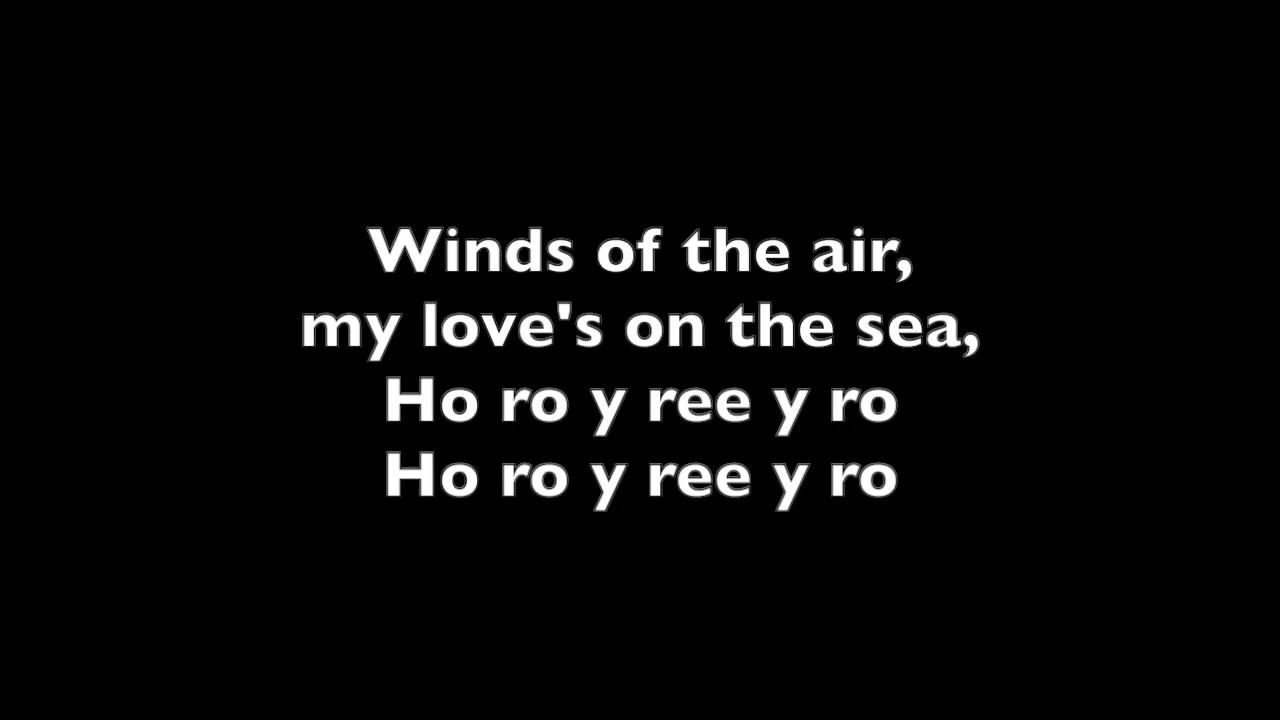 Winds of the air,
my love's on the sea,
Ho ro y ree y ro
Ho ro y ree y ro